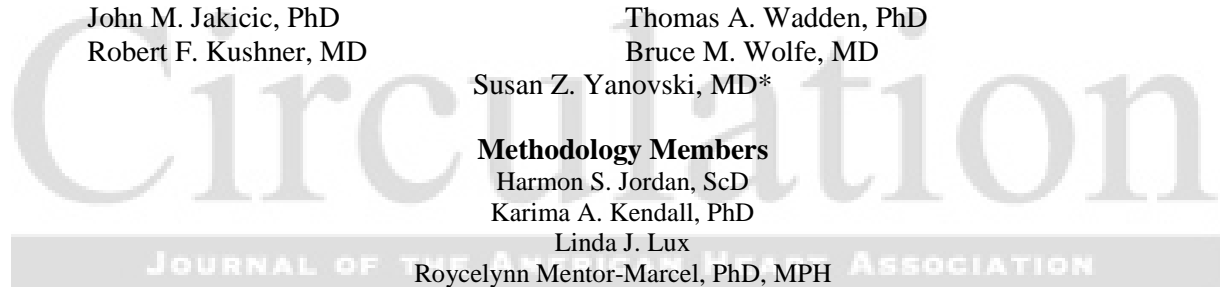 John M. Jakicic, PhD Thomas A. Wadden, PhD
Robert F. Kushner, MD Bruce M. Wolfe, MD
Susan Z. Yanovski, MD*
Circulation
Methodology Members
Harmon S. Jordan, ScD
Karima A. Kendall, PhD
Linda J. Lux
JOURNAL OF THE AMERICAN HEART ASSOCIATION
Roycelynn Mentor-Marcel, PhD, MPH